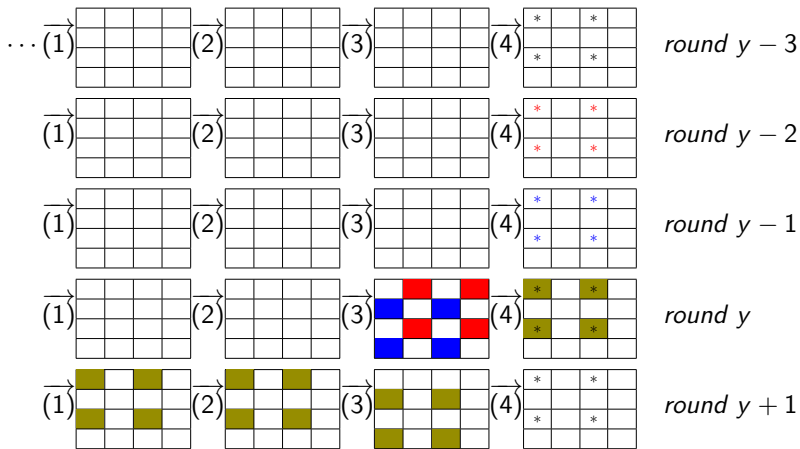 ··· (1) (2) (3) (4) * * round y − 3
* *
(1) (2) (3) (4) * * round y − 2
* *
(1) (2) (3) (4) * * round y − 1
* *
(1) (2) (3) (4) * * round y
* *
(1) (2) (3) (4) * * round y + 1
* *